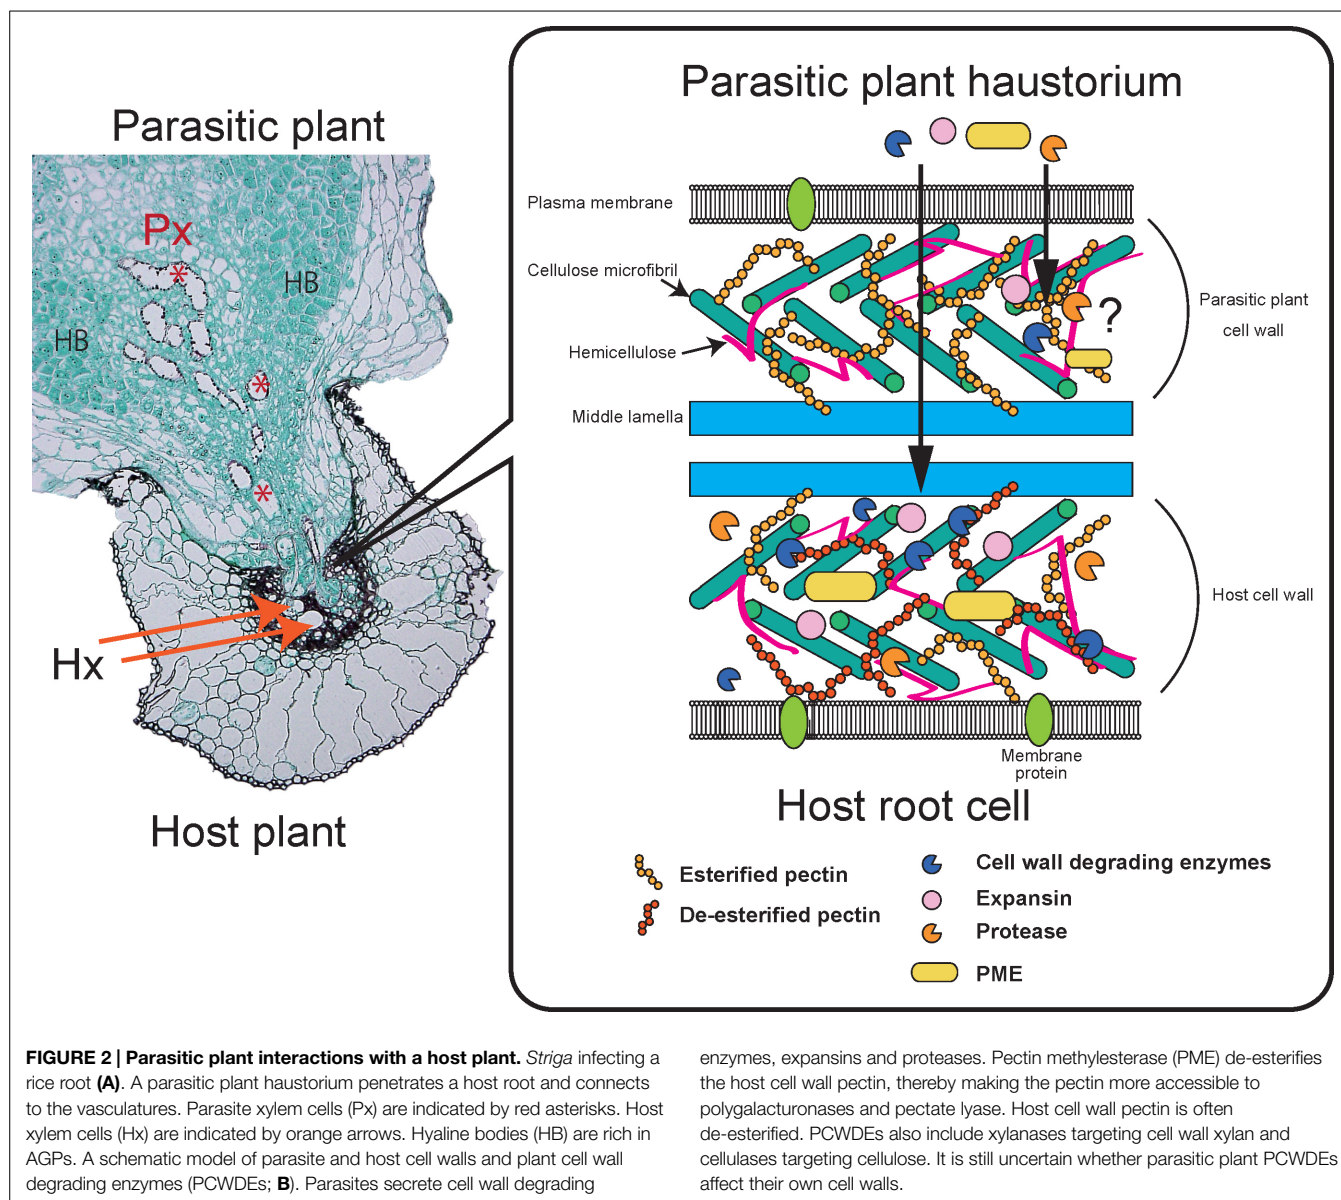 Parasitic plant
Px
*
HB
HB
*
*
Hx
Host plant
Parasitic plant haustorium
Plasma membrane
Cellulose microfibril
Hemicellulose
Middle lamella
?
Parasitic plant
cell wall
Host cell wall
Membrane
protein
Host root cell
Esterified pectin
De-esterified pectin
Cell wall degrading enzymes
Expansin
Protease
PME
FIGURE 2 | Parasitic plant interactions with a host plant. Striga infecting a
rice root (A). A parasitic plant haustorium penetrates a host root and connects
to the vasculatures. Parasite xylem cells (Px) are indicated by red asterisks. Host
xylem cells (Hx) are indicated by orange arrows. Hyaline bodies (HB) are rich in
AGPs. A schematic model of parasite and host cell walls and plant cell wall
degrading enzymes (PCWDEs; B). Parasites secrete cell wall degrading
enzymes, expansins and proteases. Pectin methylesterase (PME) de-esterifies
the host cell wall pectin, thereby making the pectin more accessible to
polygalacturonases and pectate lyase. Host cell wall pectin is often
de-esterified. PCWDEs also include xylanases targeting cell wall xylan and
cellulases targeting cellulose. It is still uncertain whether parasitic plant PCWDEs
affect their own cell walls.